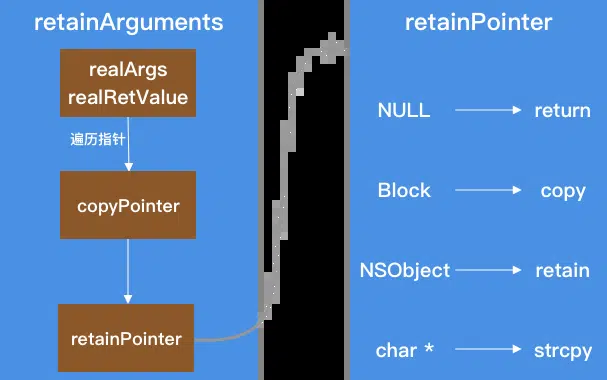 retainArguments
realArgs
realRetValue
遍历指针
copyPointer
retainPointer
retainPointer
NULL return
Block copy
NSObject retain
char * strcpy